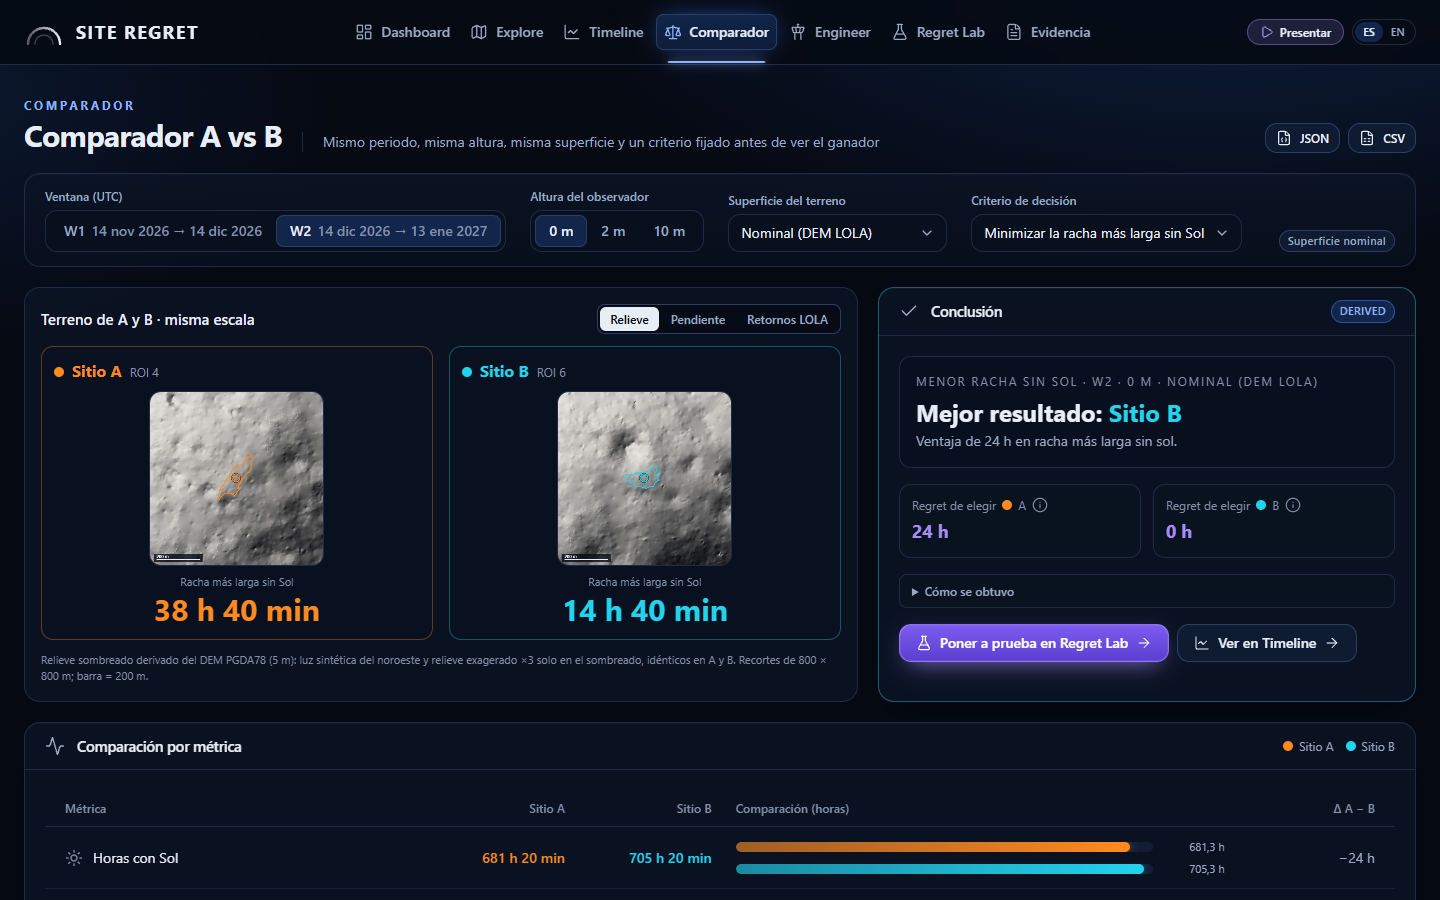 SITE REGRET
Dashboard
Explore
Timeline
Comparador
Engineer
Regret Lab
Evidencia
Presentar
ES
EN
COMPARADOR
Comparador A vs B
Mismo periodo, misma altura, misma superficie y un criterio fijado antes de ver el ganador
JSON
CSV
Ventana (UTC)
W1 14 nov 2026 → 14 dic 2026
W2 14 dic 2026 → 13 ene 2027
Altura del observador
0 m
2 m
10 m
Superficie del terreno
Nominal (DEM LOLA)
Criterio de decisión
Minimizar la racha más larga sin Sol
Superficie nominal
Terreno de A y B · misma escala
Relieve
Pendiente
Retornos LOLA
Sitio A ROI 4
Racha más larga sin Sol
38 h 40 min
Sitio B ROI 6
Racha más larga sin Sol
14 h 40 min
Relieve sombreado derivado del DEM PGDA78 (5 m): luz sintética del noroeste y relieve exagerado ×3 solo en el sombreado, idénticos en A y B. Recortes de 800 ×
800 m; barra = 200 m.
Conclusión
DERIVED
MENOR RACHA SIN SOL · W2 · 0 M · NOMINAL (DEM LOLA)
Mejor resultado: Sitio B
Ventaja de 24 h en racha más larga sin sol.
Regret de elegir A
24 h
Regret de elegir B
0 h
Cómo se obtuvo
Poner a prueba en Regret Lab →
Ver en Timeline →
Comparación por métrica
Sitio A
Sitio B
Métrica
Sitio A
Sitio B
Comparación (horas)
Δ A − B
Horas con Sol
681 h 20 min
705 h 20 min
681,3 h
705,3 h
−24 h